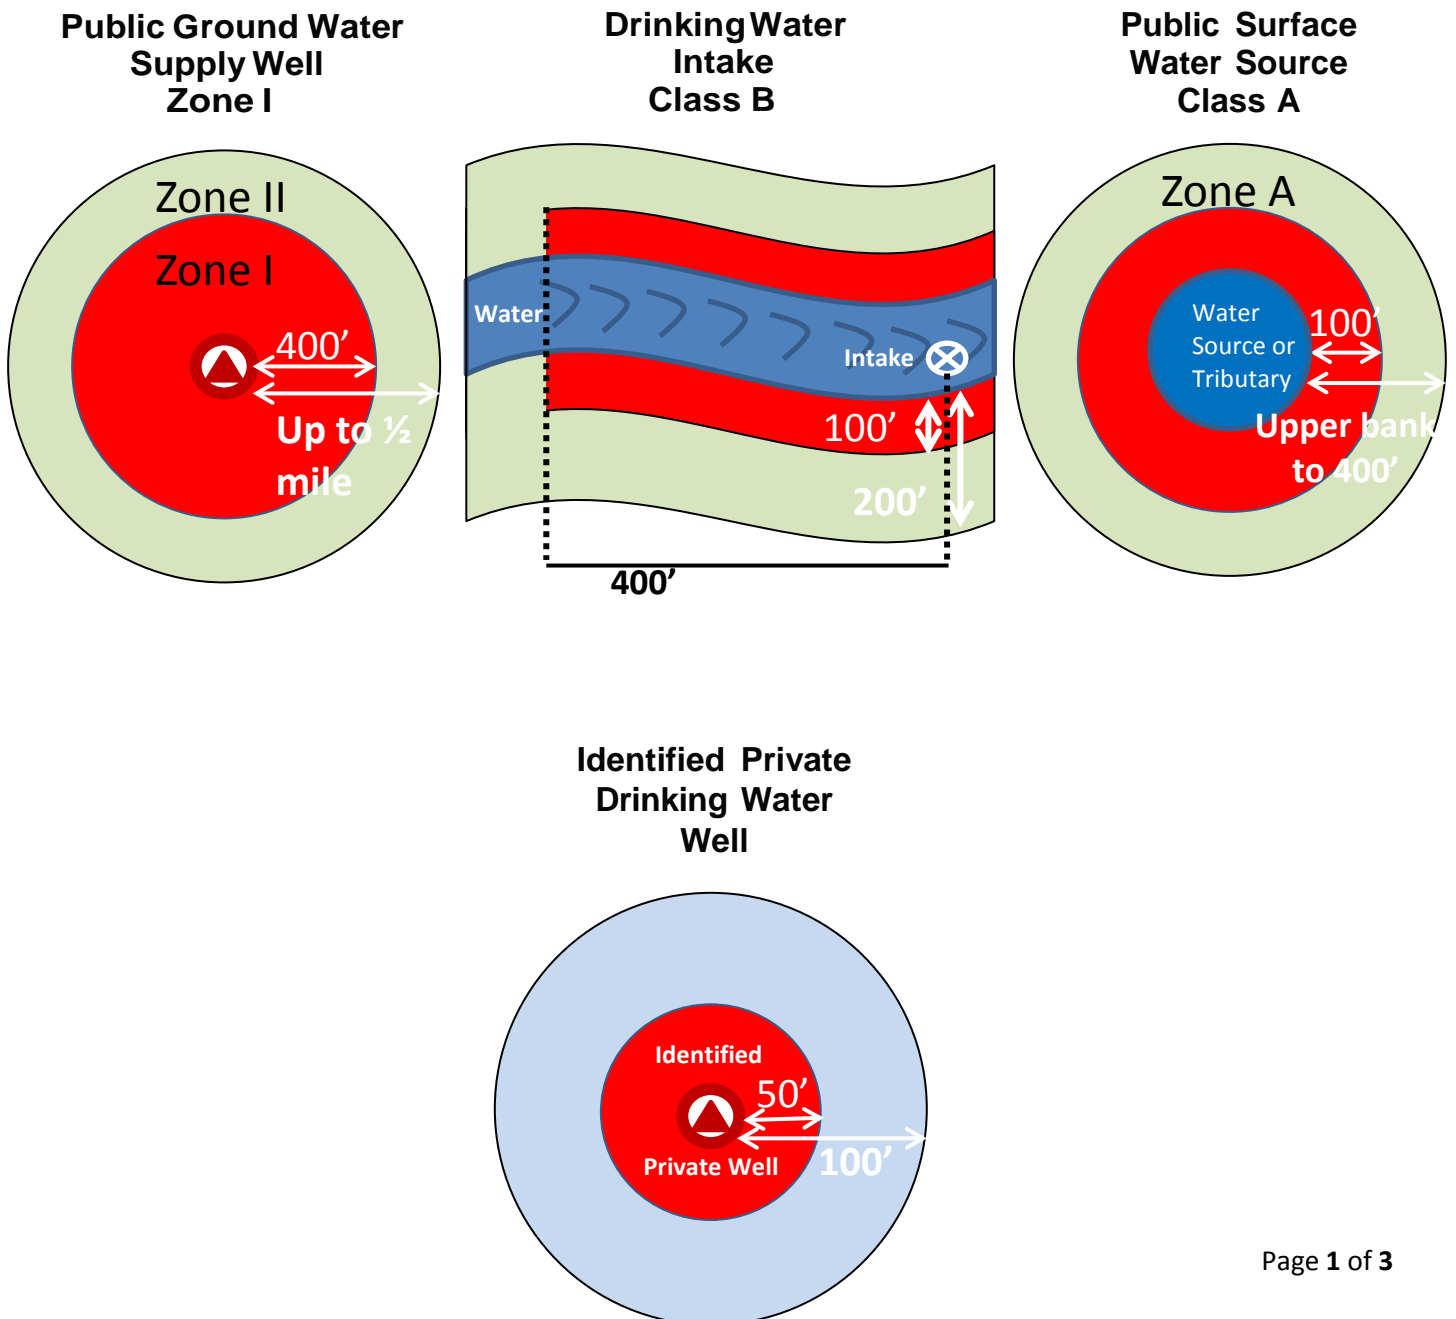 Public Ground Water
Supply Well
Zone I
Zone II
Zone I
400’
Up to ½
mile
Drinking Water
Intake
Class B
Water
Intake
100’
200’
400’
Public Surface
Water Source
Class A
Zone A
Water
Source or
Tributary
100’
Upper bank
to 400’
Identified Private
Drinking Water
Well
Identified
50’
100’
Private Well
Page 1 of 3